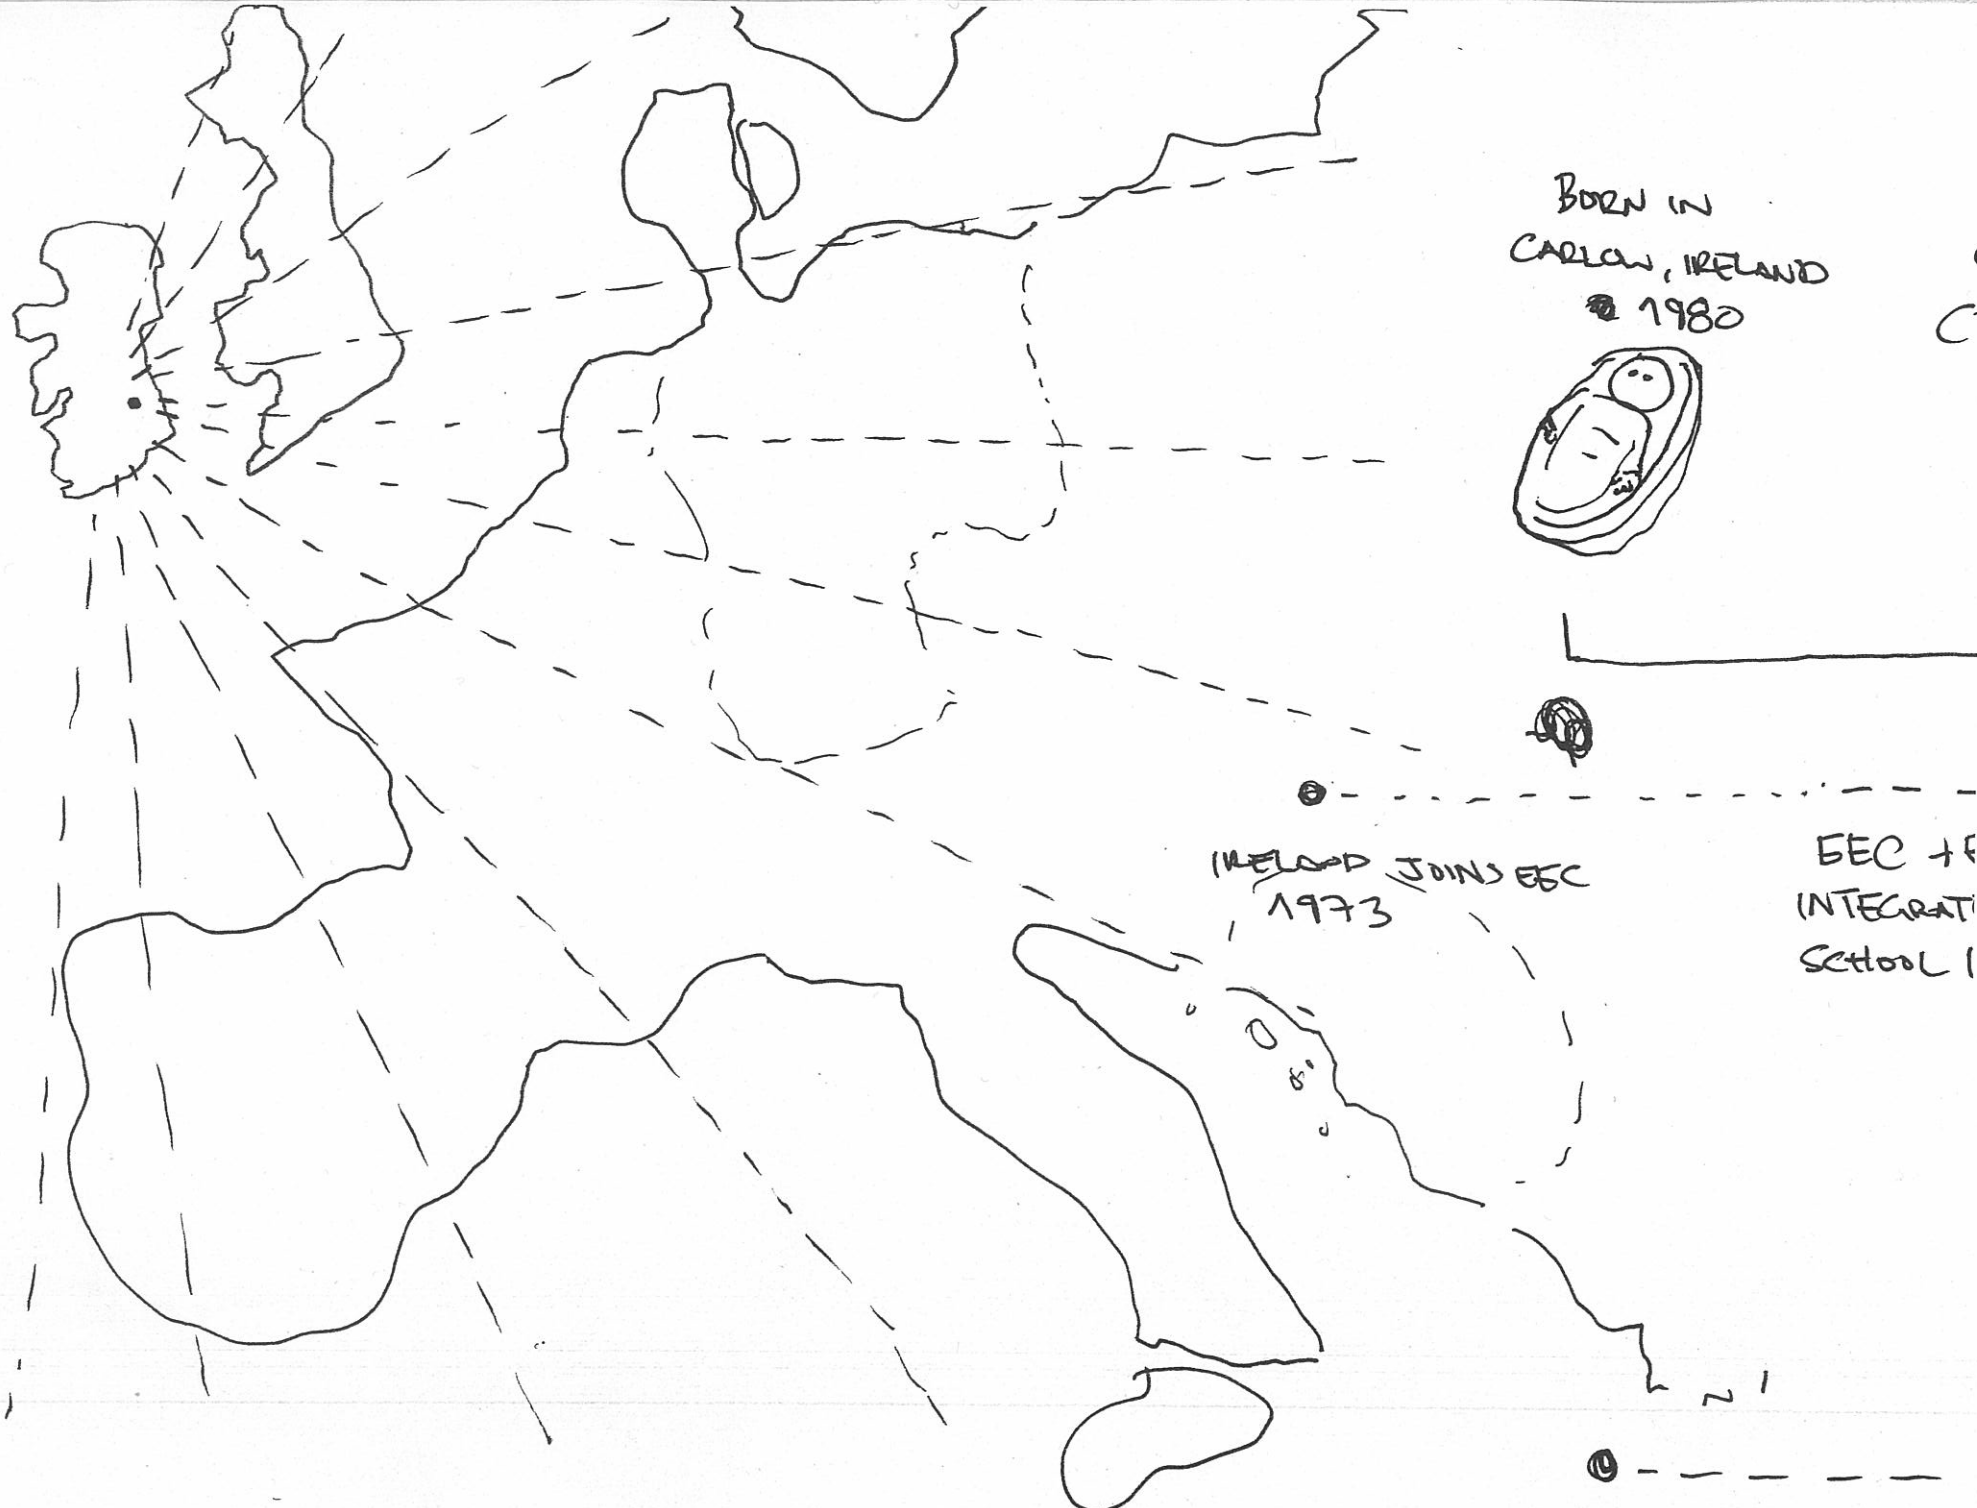 BORN IN
CARLOW, IRELAND
1980
IRELAND JOINS EEC
1973
EEC +
INTEGRATI
SCHOOL